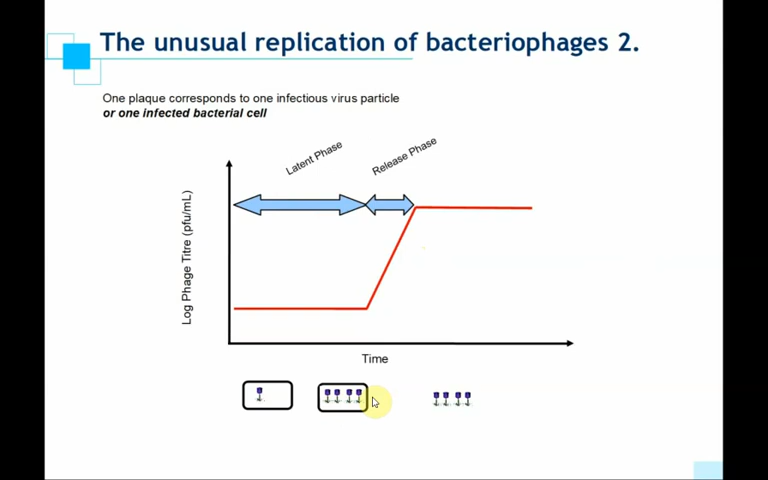 The unusual replication of bacteriophages 2.
One plaque corresponds to one infectious virus particle
or one infected bacterial cell
Latent Phase
Release Phase
Log Phage Titre (pfu/mL)
Time